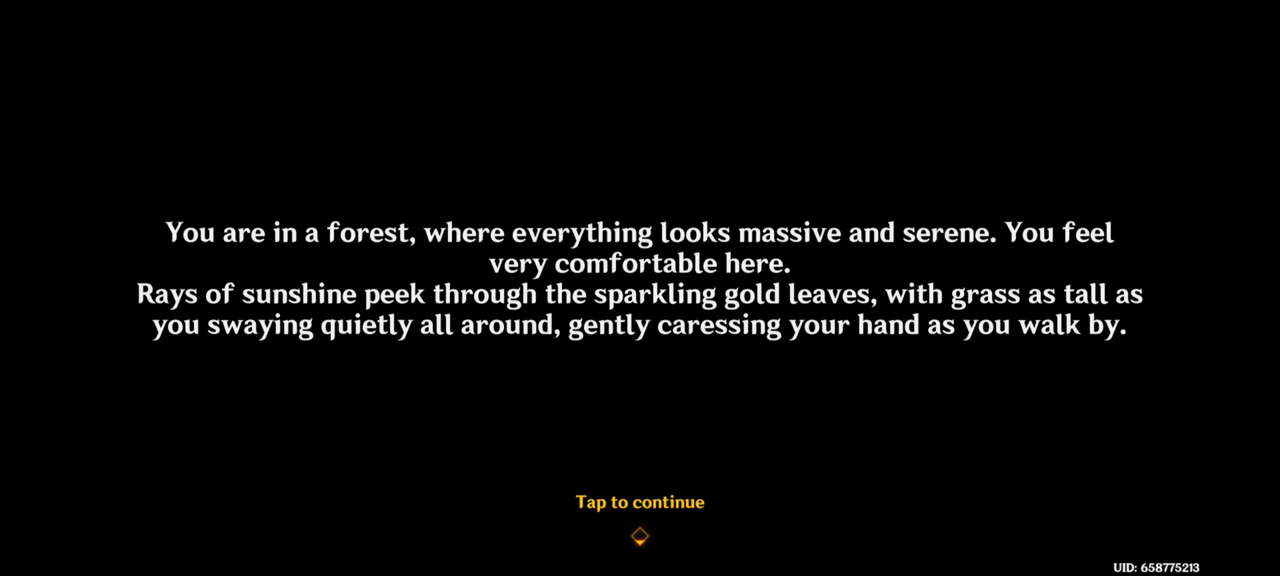 You are in a forest, where everything looks massive and serene. You feel
very comfortable here.
Rays of sunshine peek through the sparkling gold leaves, with grass as tall as
you swaying quietly all around, gently caressing your hand as you walk by.
Tap to continue
UID: 658775213